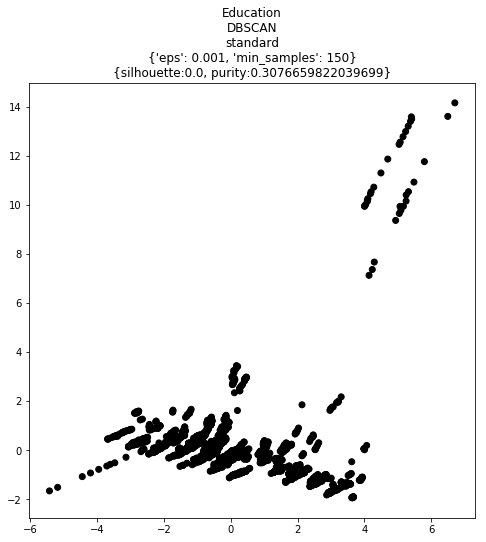 Education
DBSCAN
standard
{'eps': 0.001, 'min_samples': 150}
{silhouette:0.0, purity:0.3076659822039699}
14
12
10
8
6
4
2
0
−2
−6 −4 −2 0 2 4 6